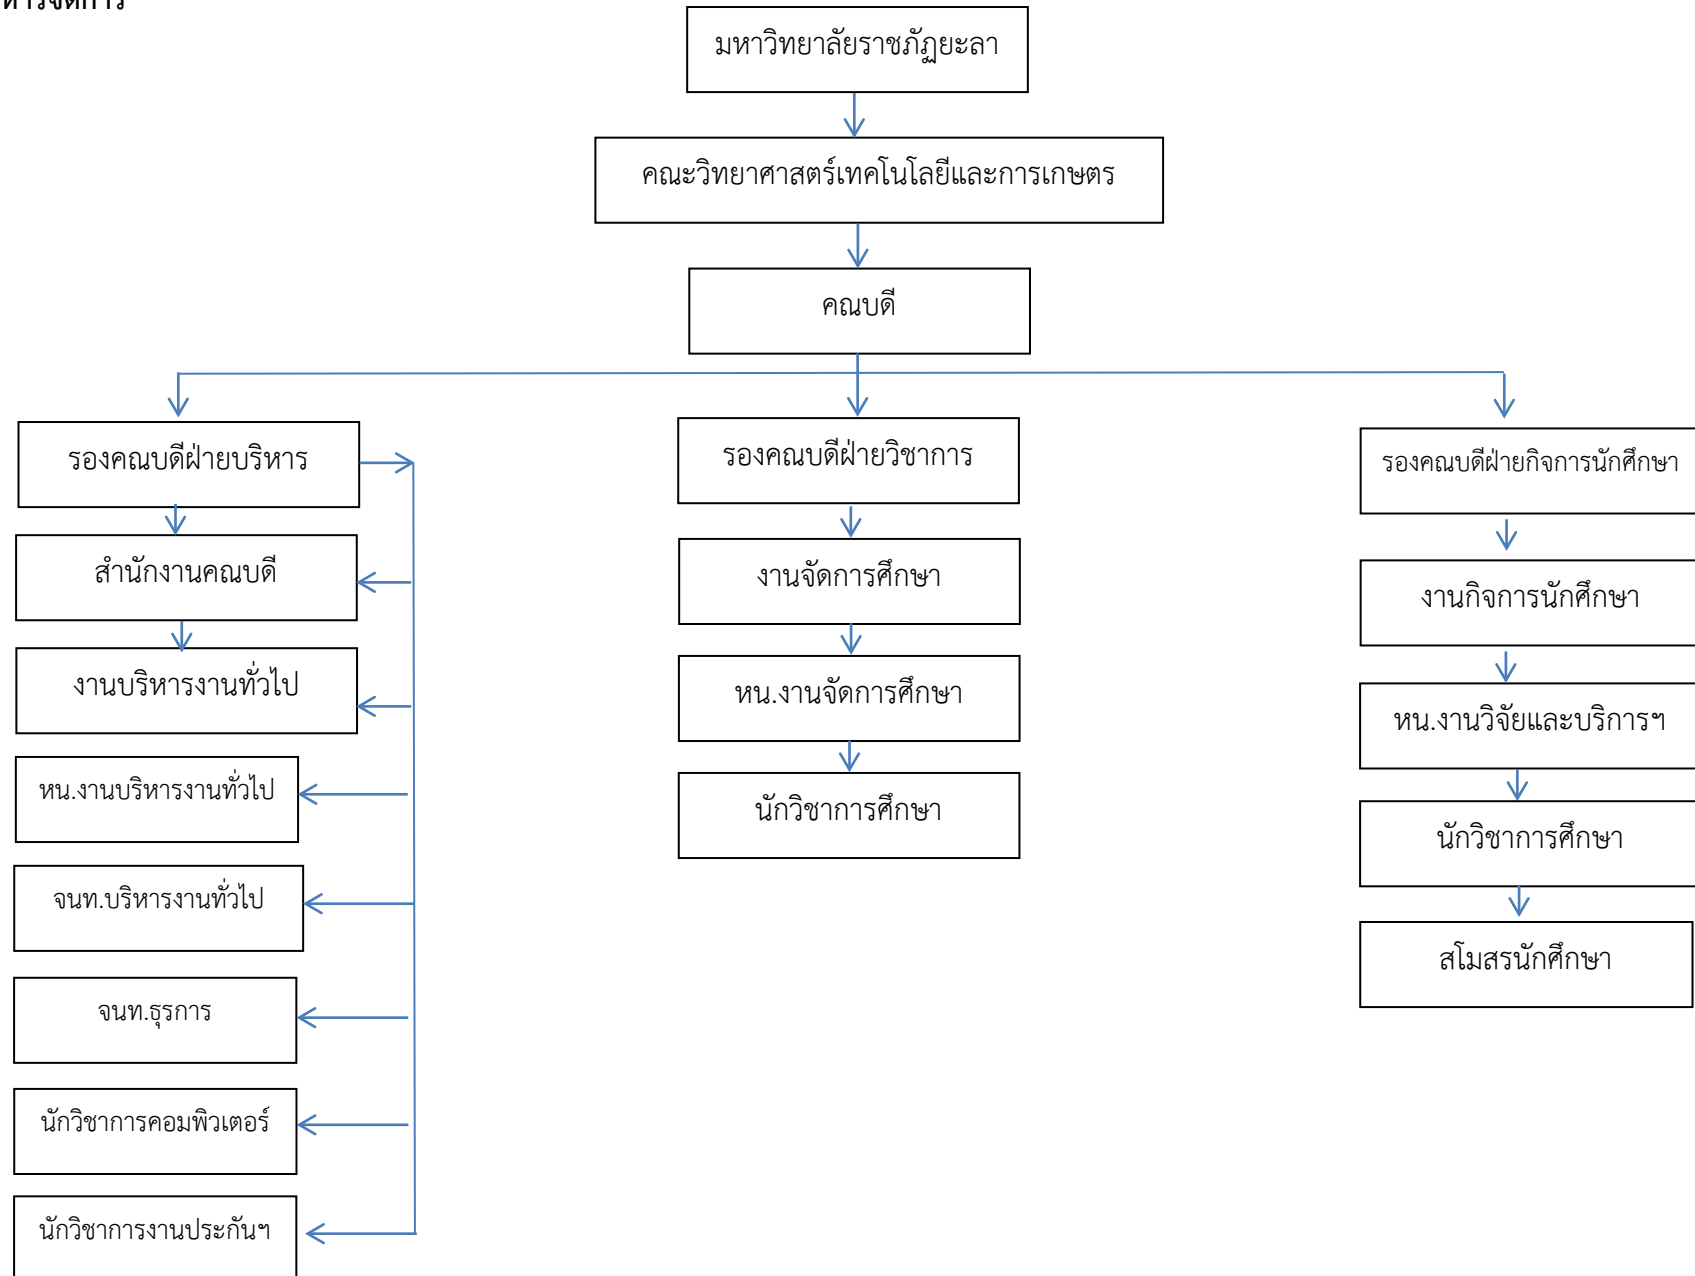 หารจัดการ
มหาวิทยาลัยราชภัฏยะลา
คณะวิทยาศาสตร์เทคโนโลยีและการเกษตร
คณบดี
รองคณบดีฝ่ายบริหาร
สำนักงานคณบดี
งานบริหารงานทั่วไป
หน.งานบริหารงานทั่วไป
จนท.บริหารงานทั่วไป
จนท.ธุรการ
นักวิชาการคอมพิวเตอร์
นักวิชาการงานประกันฯ
รองคณบดีฝ่ายวิชาการ
งานจัดการศึกษา
หน.งานจัดการศึกษา
นักวิชาการศึกษา
รองคณบดีฝ่ายกิจการนักศึกษา
งานกิจการนักศึกษา
หน.งานวิจัยและบริการฯ
นักวิชาการศึกษา
สโมสรนักศึกษา